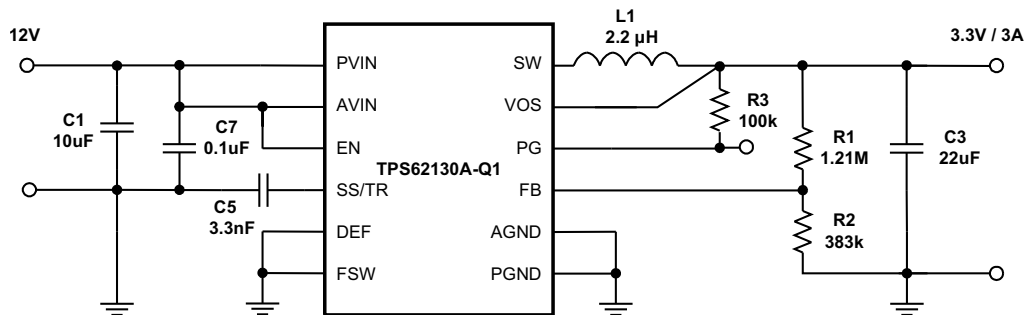 L1
2.2 µH
12V
3.3V / 3A
PVIN
SW
AVIN
VOS
R3
100k
C1
10uF
C7
0.1uF
EN
PG
R1
1.21M
C3
22uF
TPS62130A-Q1
SS/TR
FB
C5
3.3nF
R2
383k
DEF
AGND
FSW
PGND